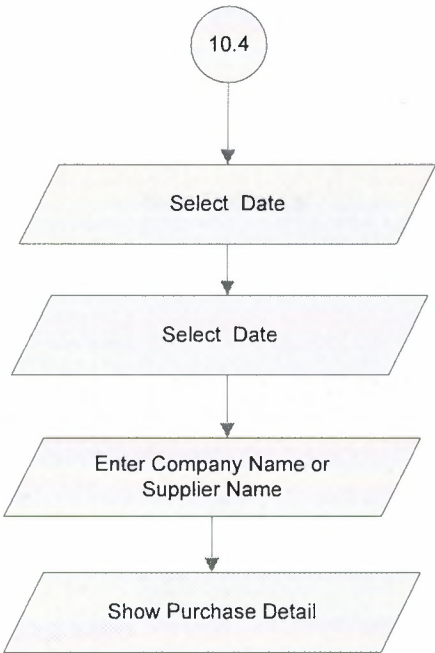 10.4
Select Date
Select Date
Enter Company Name or
Supplier Name
Show Purchase Detail